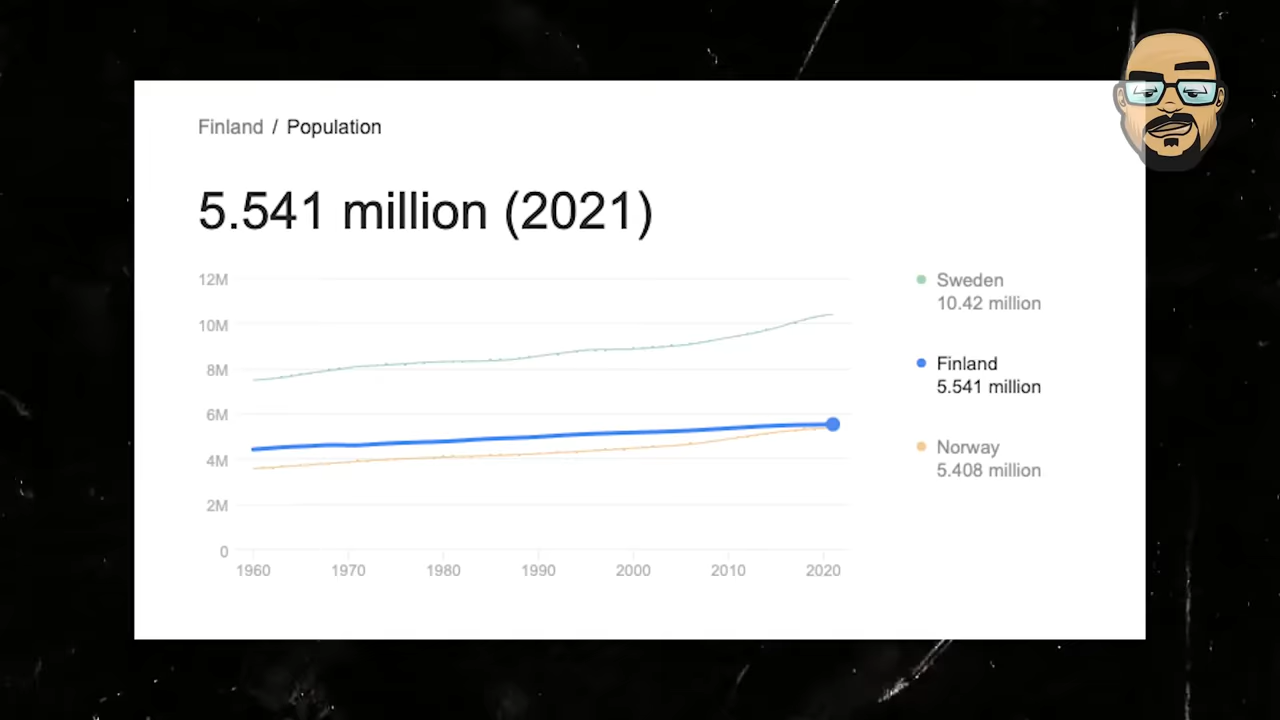 Finland / Population
5.541 million (2021)
12M
10M
8M
6M
4M
2M
0
1960 1970 1980 1990 2000 2010 2020
Sweden
10.42 million
Finland
5.541 million
Norway
5.408 million